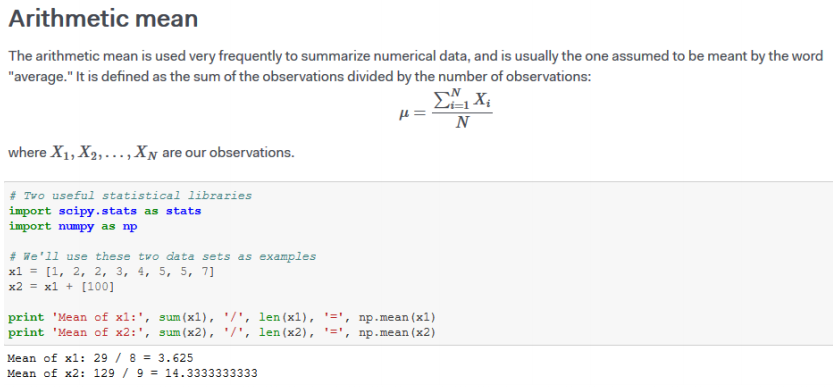 Arithmetic mean
The arithmetic mean is used very frequently to summarize numerical data, and is usually the one assumed to be meant by the word
"average." It is defined as the sum of the observations divided by the number of observations:
μ = ∑_{i=1}^{N} X_i / N
where X₁, X₂, . . . , X_N are our observations.
# Two useful statistical libraries
import scipy.stats as stats
import numpy as np
# We'll use these two data sets as examples
x1 = [1, 2, 2, 3, 4, 5, 5, 7]
x2 = x1 + [100]
print 'Mean of x1:', sum(x1), '/', len(x1), '=', np.mean(x1)
print 'Mean of x2:', sum(x2), '/', len(x2), '=', np.mean(x2)
Mean of x1: 29 / 8 = 3.625
Mean of x2: 129 / 9 = 14.3333333333